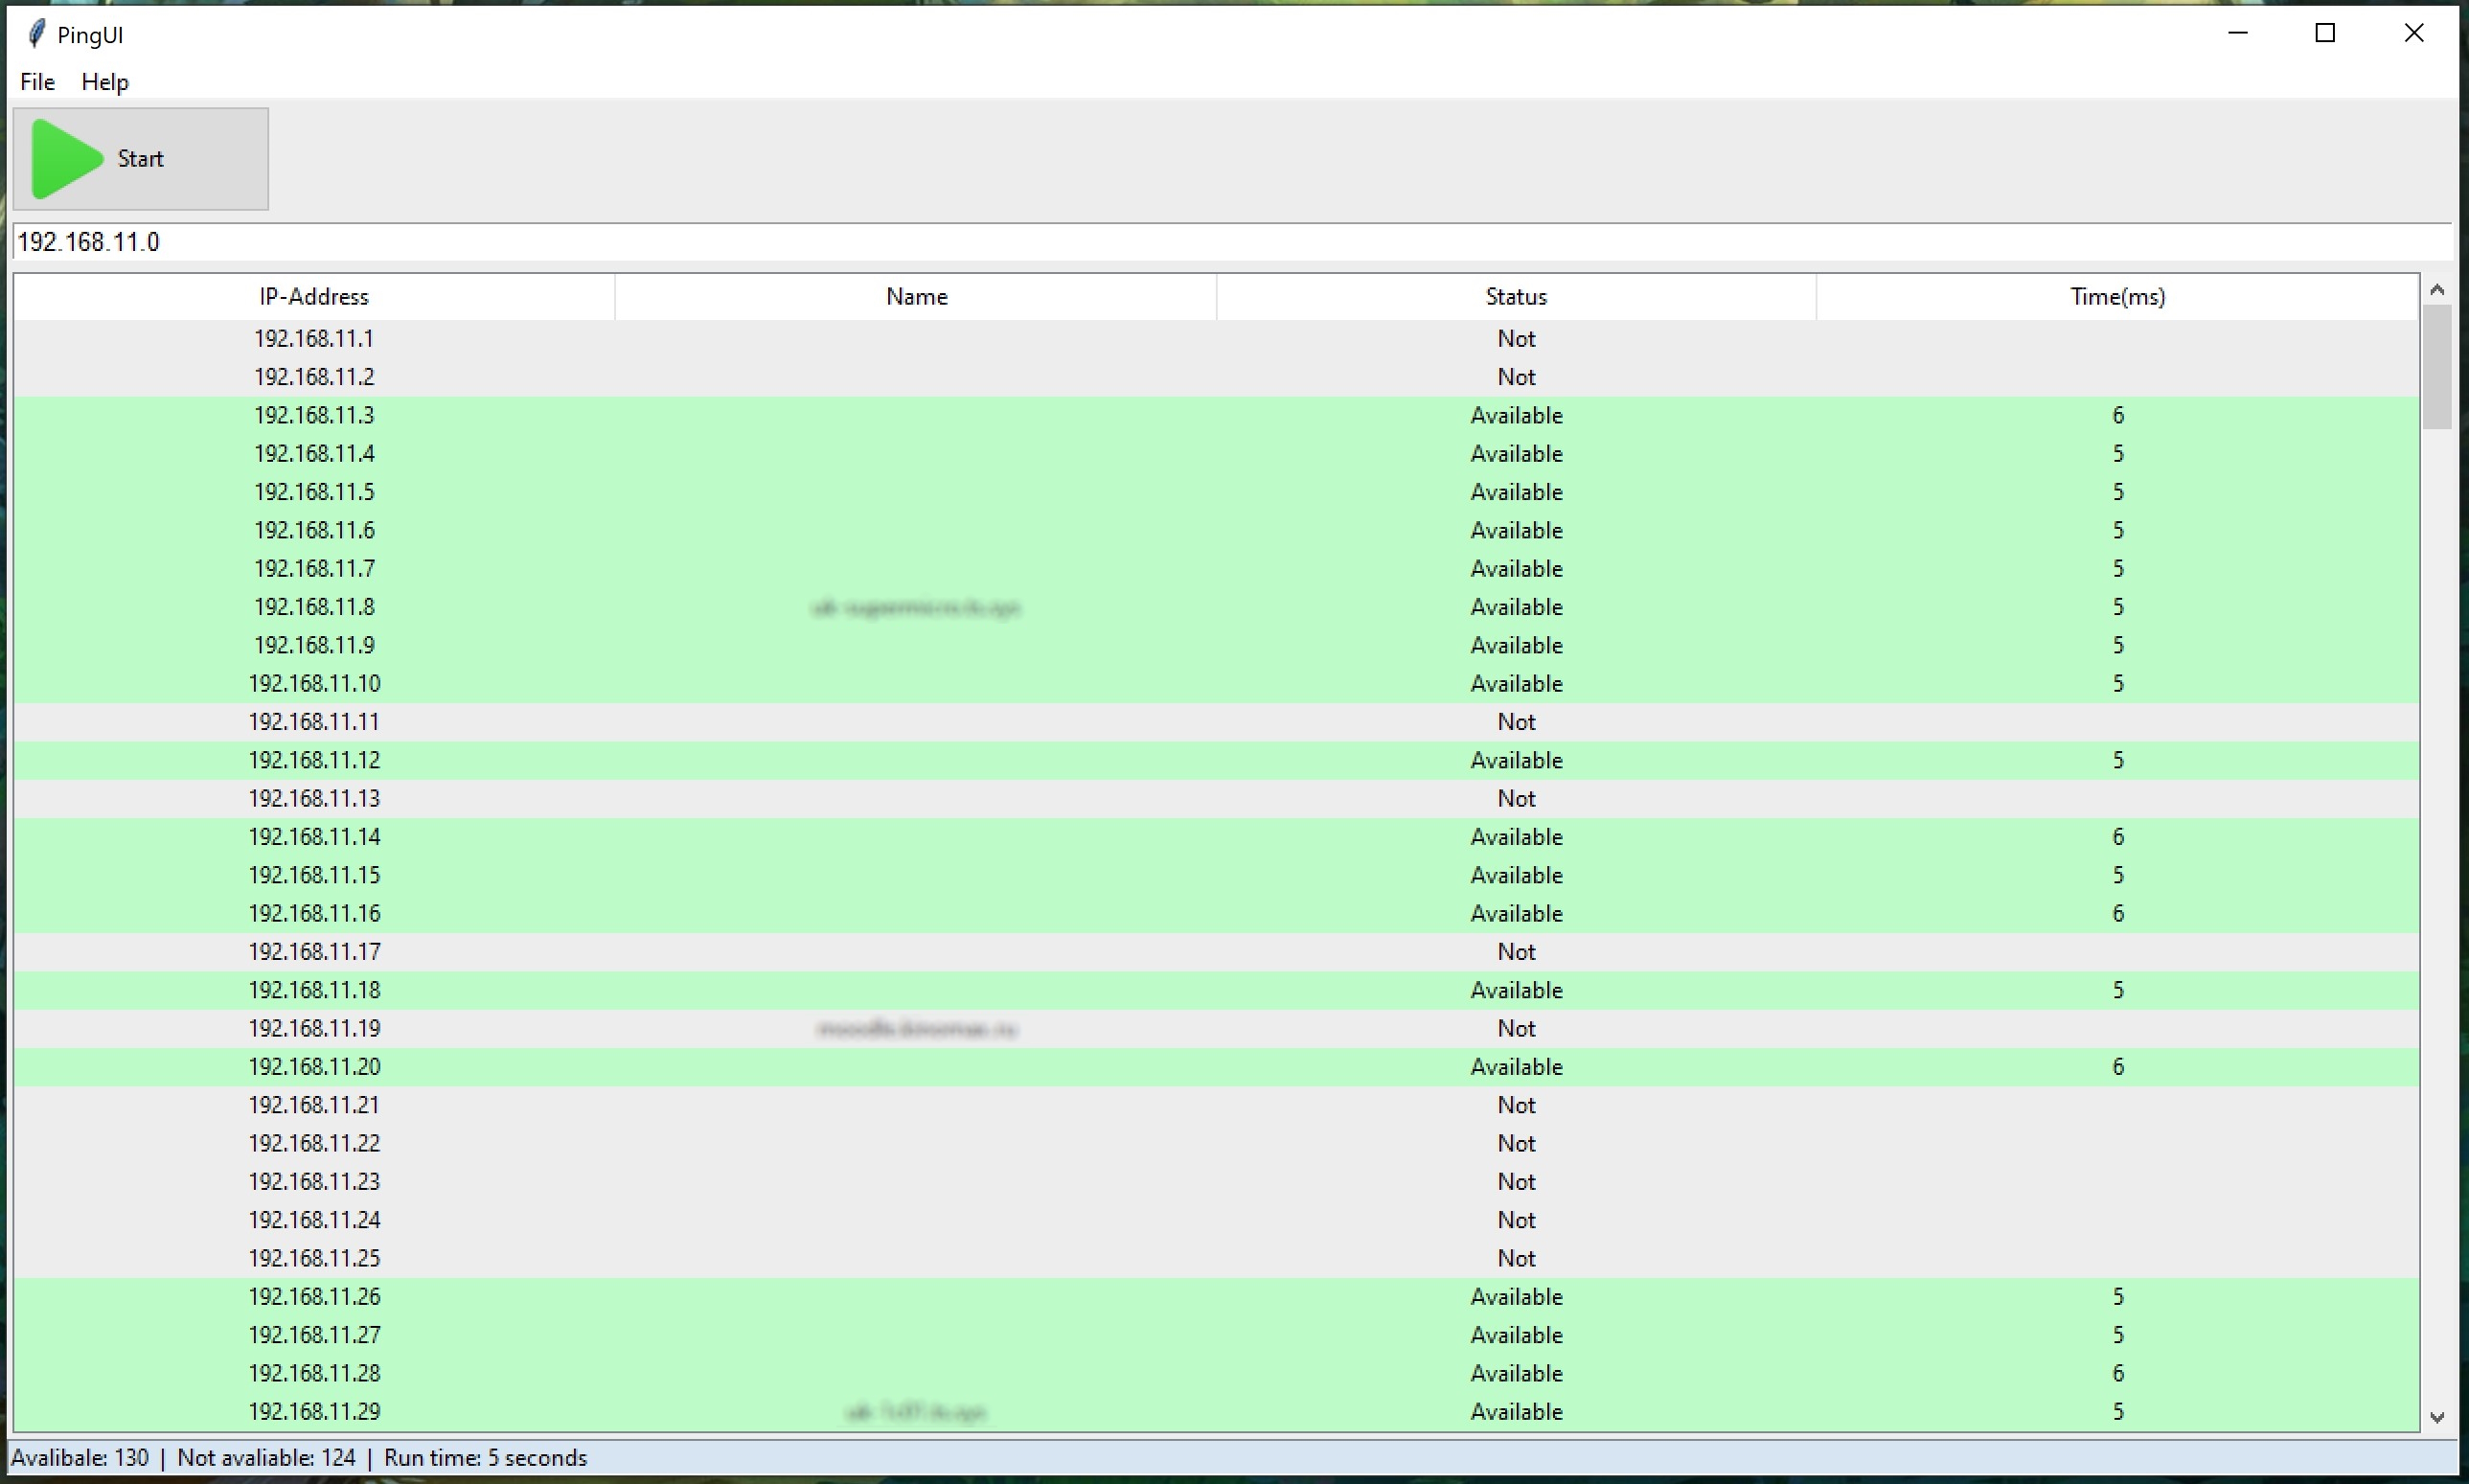 PingUI
File Help
Start
192.168.11.0
IP-Address Name Status Time(ms)
192.168.11.1 Not
192.168.11.2 Not
192.168.11.3 Available 6
192.168.11.4 Available 5
192.168.11.5 Available 5
192.168.11.6 Available 5
192.168.11.7 Available 5
192.168.11.8 Available 5
192.168.11.9 Available 5
192.168.11.10 Available 5
192.168.11.11 Not
192.168.11.12 Available 5
192.168.11.13 Not
192.168.11.14 Available 6
192.168.11.15 Available 5
192.168.11.16 Available 6
192.168.11.17 Not
192.168.11.18 Available 5
192.168.11.19 Not
192.168.11.20 Available 6
192.168.11.21 Not
192.168.11.22 Not
192.168.11.23 Not
192.168.11.24 Not
192.168.11.25 Not
192.168.11.26 Available 5
192.168.11.27 Available 5
192.168.11.28 Available 6
192.168.11.29 Available 5
Avalibale: 130 | Not avaliable: 124 | Run time: 5 seconds